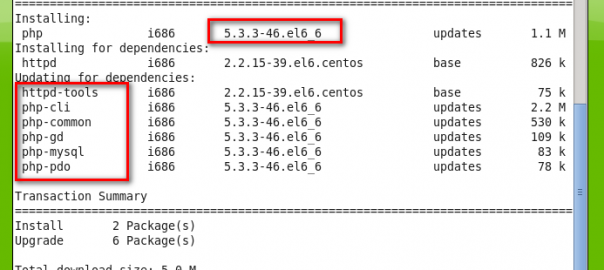 ================================================================================
Installing:
php i686 5.3.3-46.el6_6 updates 1.1 M
Installing for dependencies:
httpd i686 2.2.15-39.el6.centos base 826 k
Updating for dependencies:
httpd-tools i686 2.2.15-39.el6.centos base 75 k
php-cli i686 5.3.3-46.el6_6 updates 2.2 M
php-common i686 5.3.3-46.el6_6 updates 530 k
php-gd i686 5.3.3-46.el6_6 updates 109 k
php-mysql i686 5.3.3-46.el6_6 updates 83 k
php-pdo i686 5.3.3-46.el6_6 updates 78 k
Transaction Summary
================================================================================
Install 2 Package(s)
Upgrade 6 Package(s)
Total download size: 5.0 M